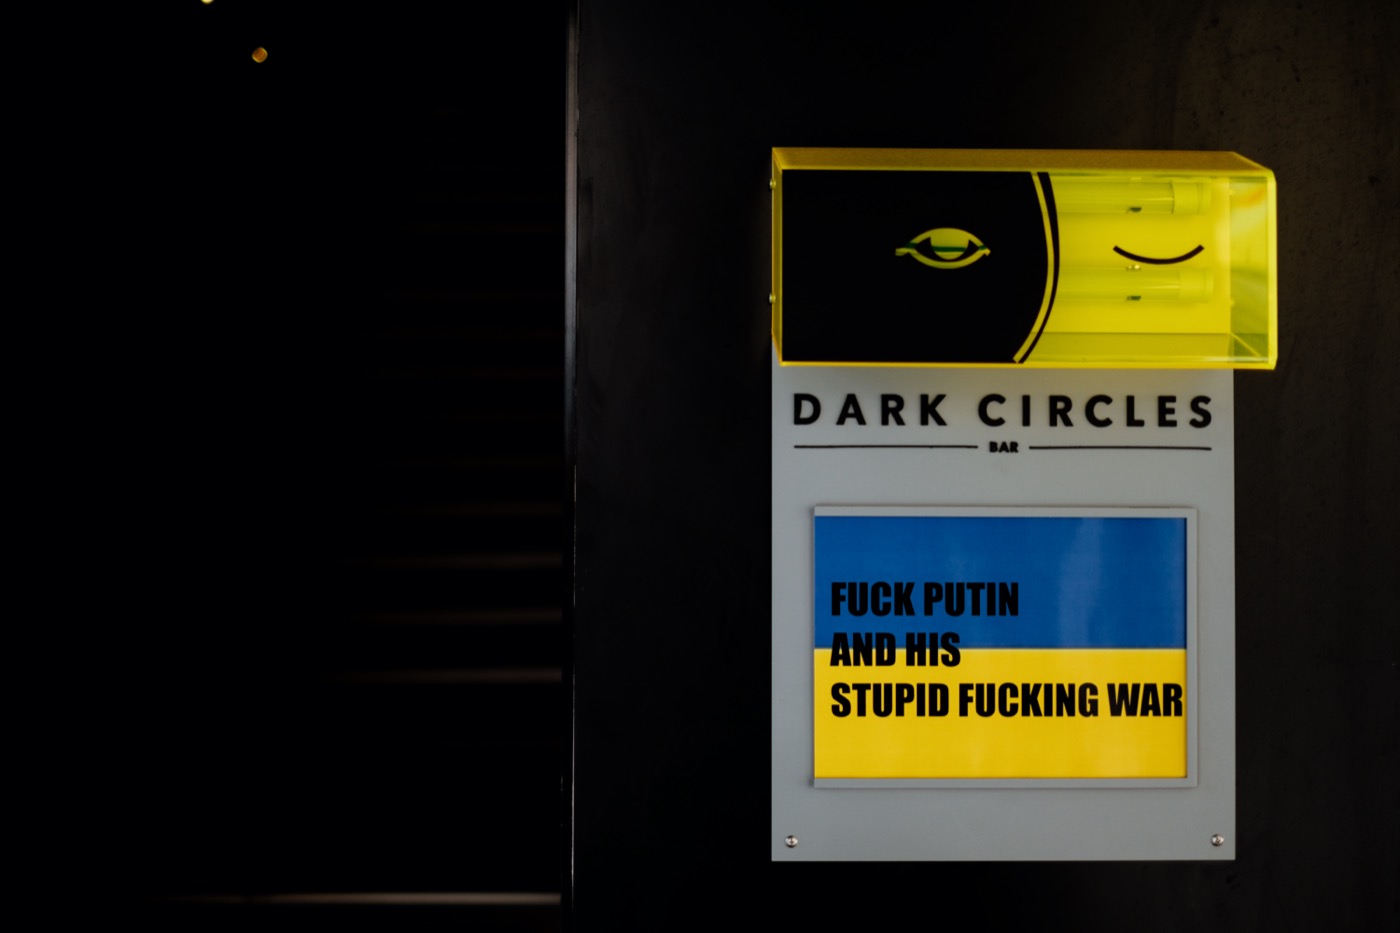 DARK CIRCLES
BAR
FUCK PUTIN
AND HIS
STUPID FUCKING WAR